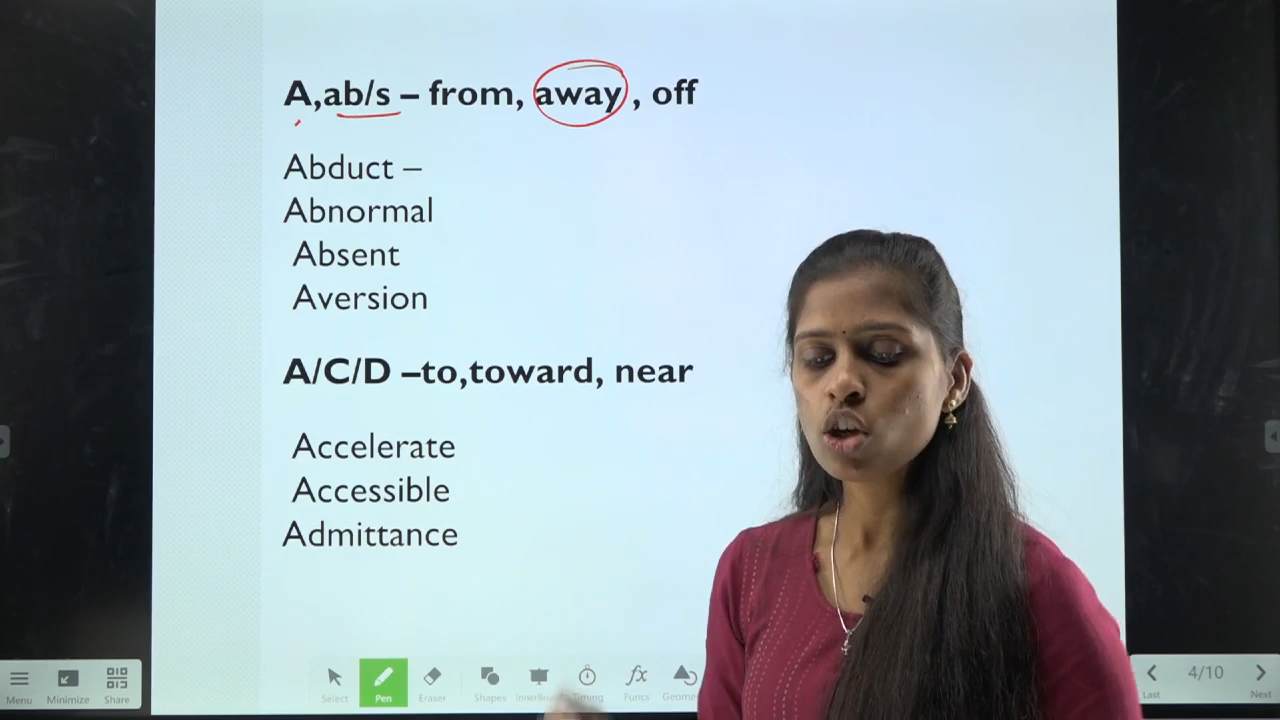 A,ab/s – from, away , off
Abduct –
Abnormal
Absent
Aversion
A/C/D –to,toward, near
Accelerate
Accessible
Admittance
Menu
Minimize
Share
Select
Pen
Eraser
Shapes
Timing
Funcs
4/10
Last
Next